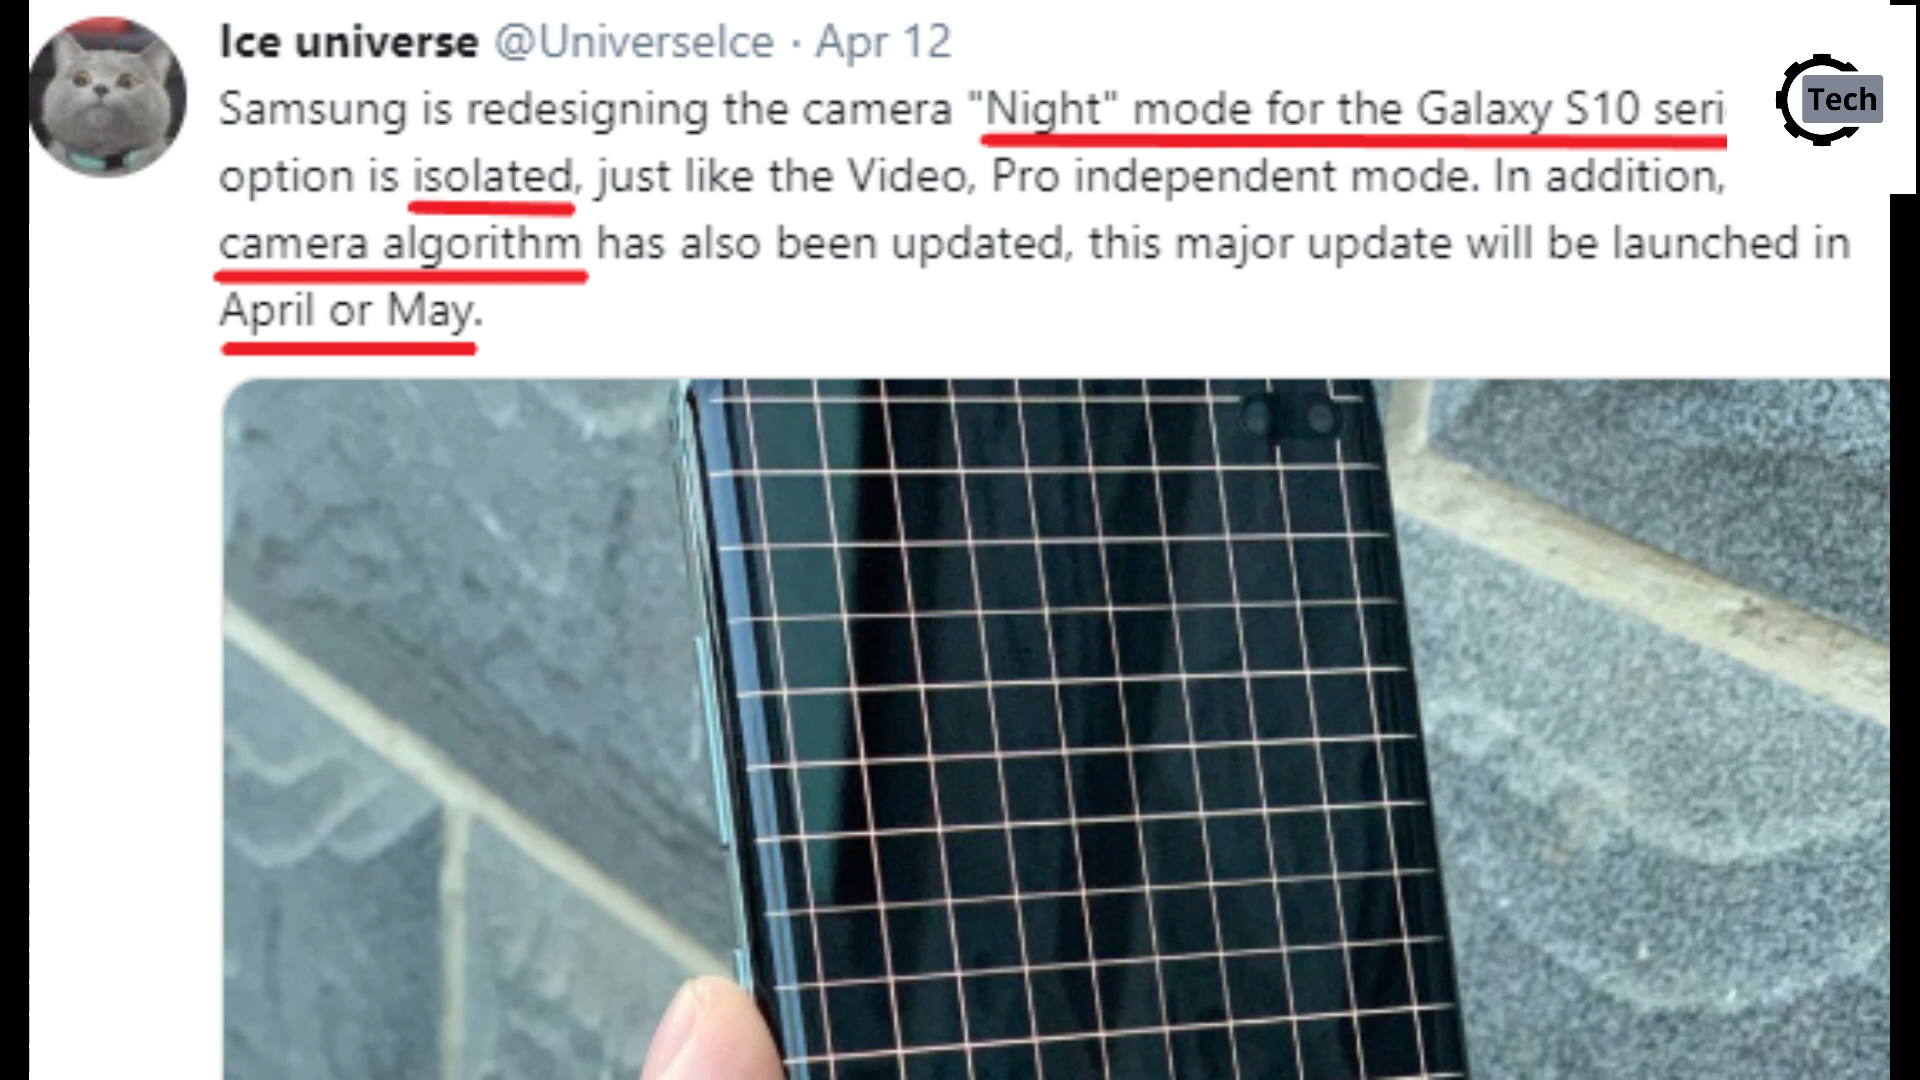 Ice universe @UniverseIce · Apr 12
Samsung is redesigning the camera "Night" mode for the Galaxy S10 seri
option is isolated, just like the Video, Pro independent mode. In addition,
camera algorithm has also been updated, this major update will be launched in
April or May.
Tech